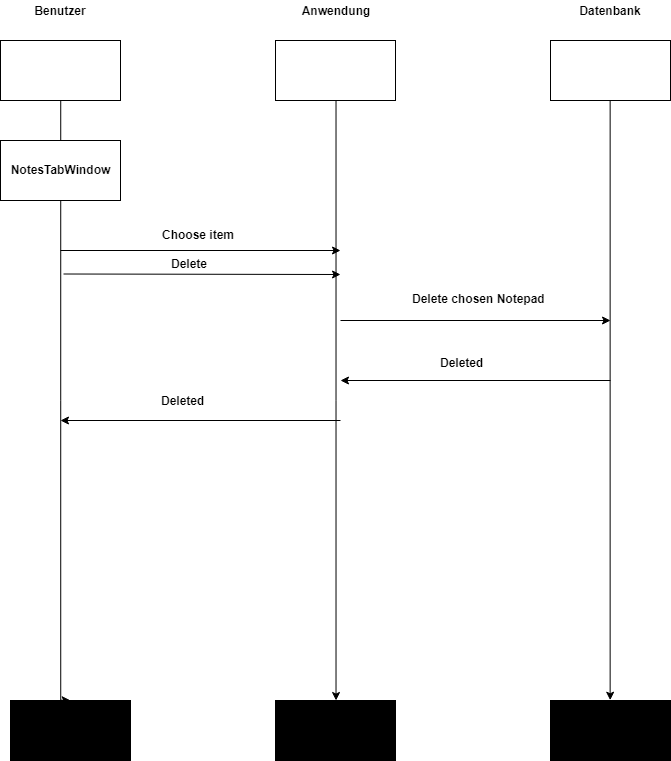 Benutzer
Anwendung
Datenbank
NotesTabWindow
Choose item
Delete
Delete chosen Notepad
Deleted
Deleted